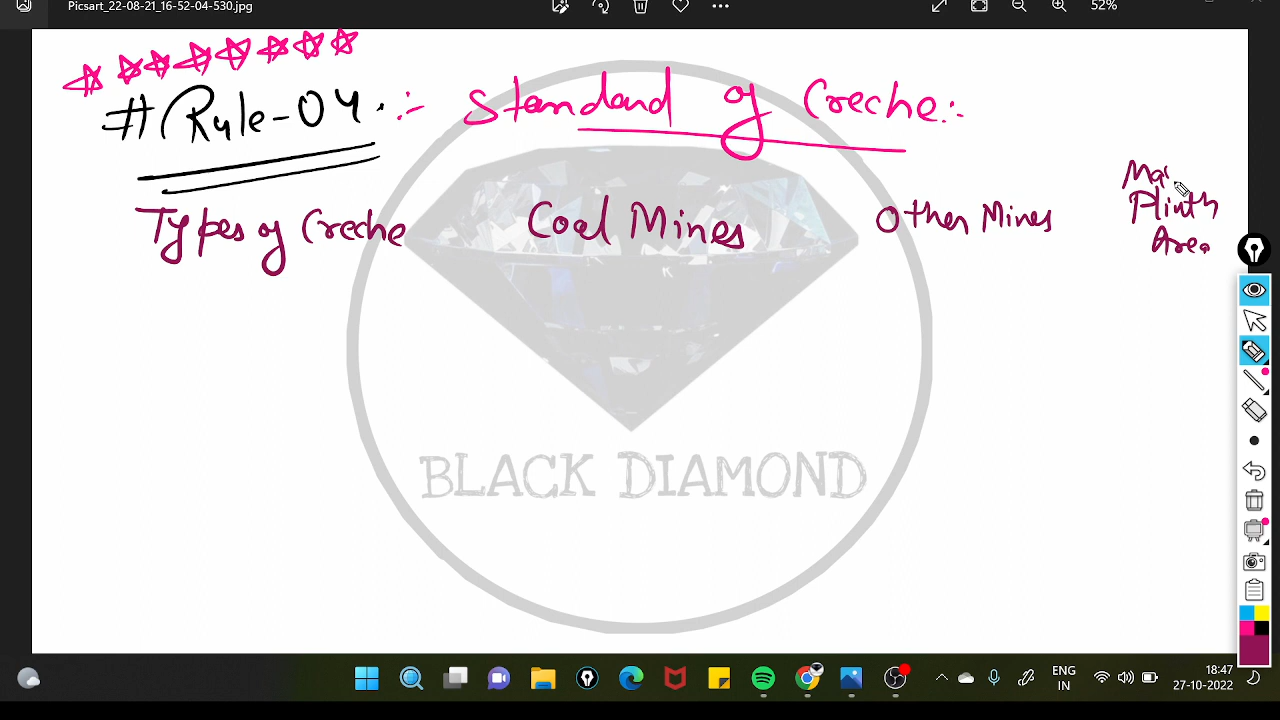 Picsart_22-08-21_16-52-04-530.jpg
52%
#Rule-04 :- Standard of Creche:-
Types of Creche Coal Mines Other Mines
Plinth
Area
BLACK DIAMOND
ENG
IN
18:47
27-10-2022